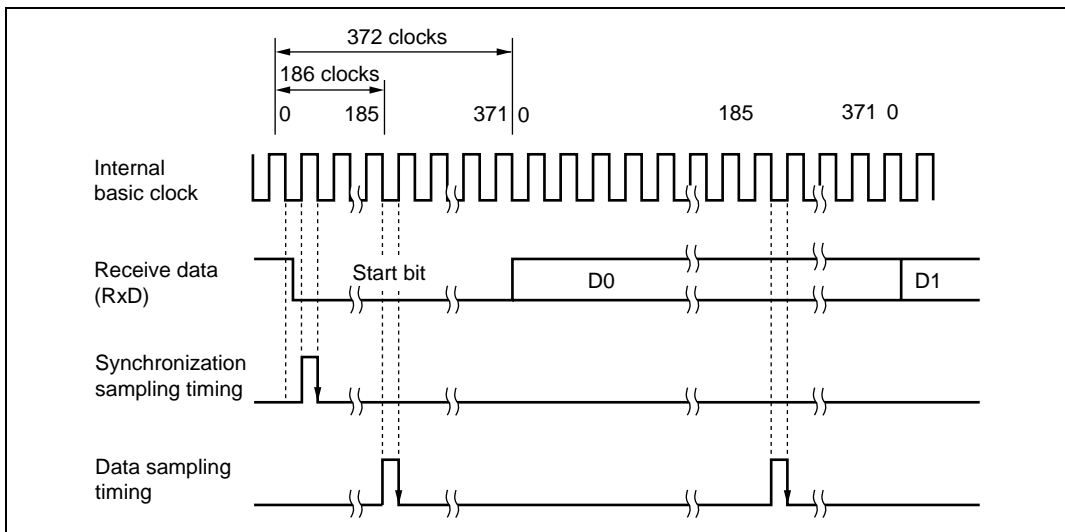 372 clocks
186 clocks
0 185 371 0 185 371 0
Internal
basic clock
Receive data
(RxD)
Start bit D0 D1
Synchronization
sampling timing
Data sampling
timing